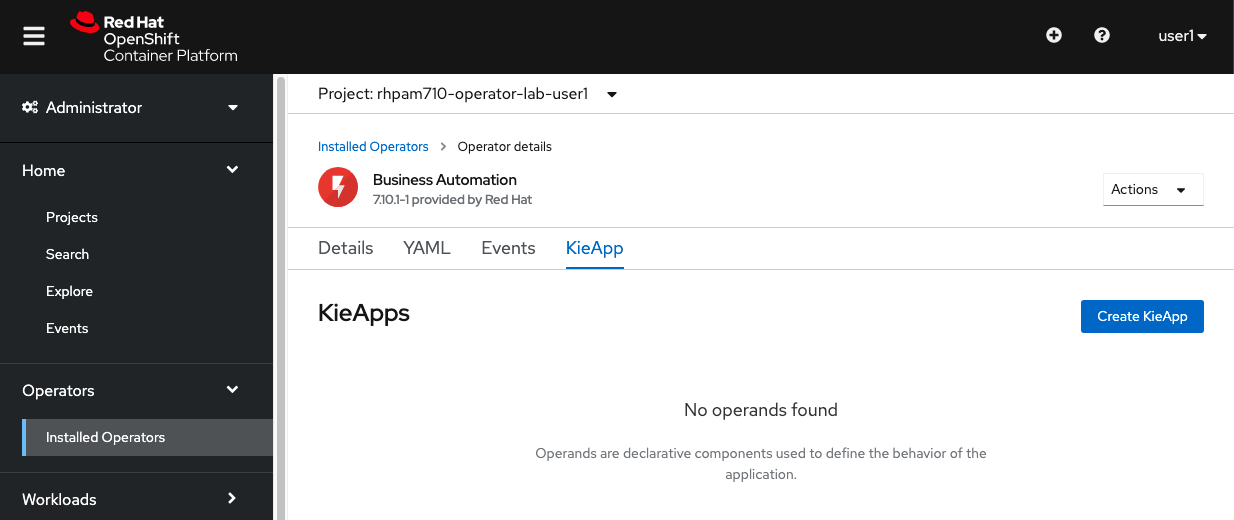 Red Hat
OpenShift
Container Platform
user1
Administrator
Home
Projects
Search
Explore
Events
Operators
Installed Operators
Workloads
Project: rhpam710-operator-lab-user1
Installed Operators > Operator details
Business Automation
7.10.1-1 provided by Red Hat
Actions
Details YAML Events KieApp
KieApps
Create KieApp
No operands found
Operands are declarative components used to define the behavior of the
application.